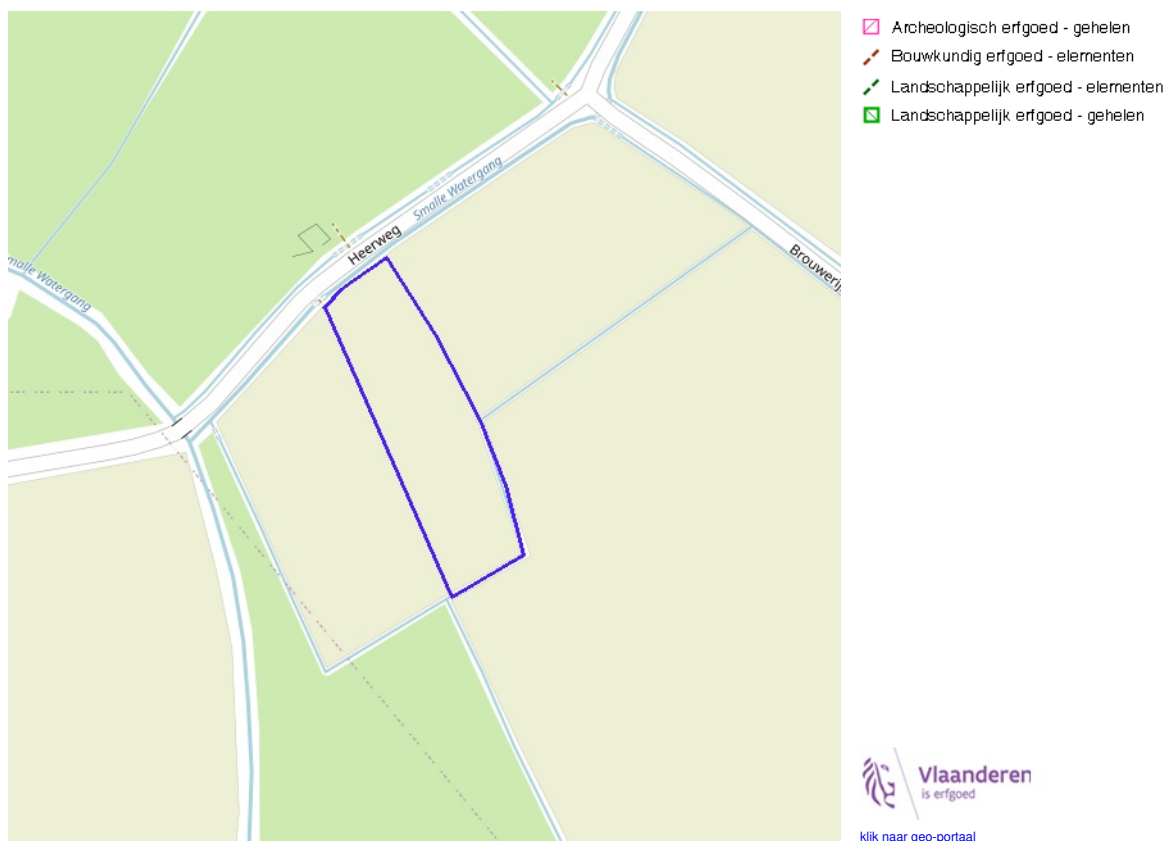 Archeologisch erfgoed - gehelen
Bouwkundig erfgoed - elementen
Landschappelijk erfgoed - elementen
Landschappelijk erfgoed - gehelen
Smalle Watergang
Heerweg
Brouwerij
malle Watergang
Vlaanderen
is erfgoed
klik naar geo-portaal